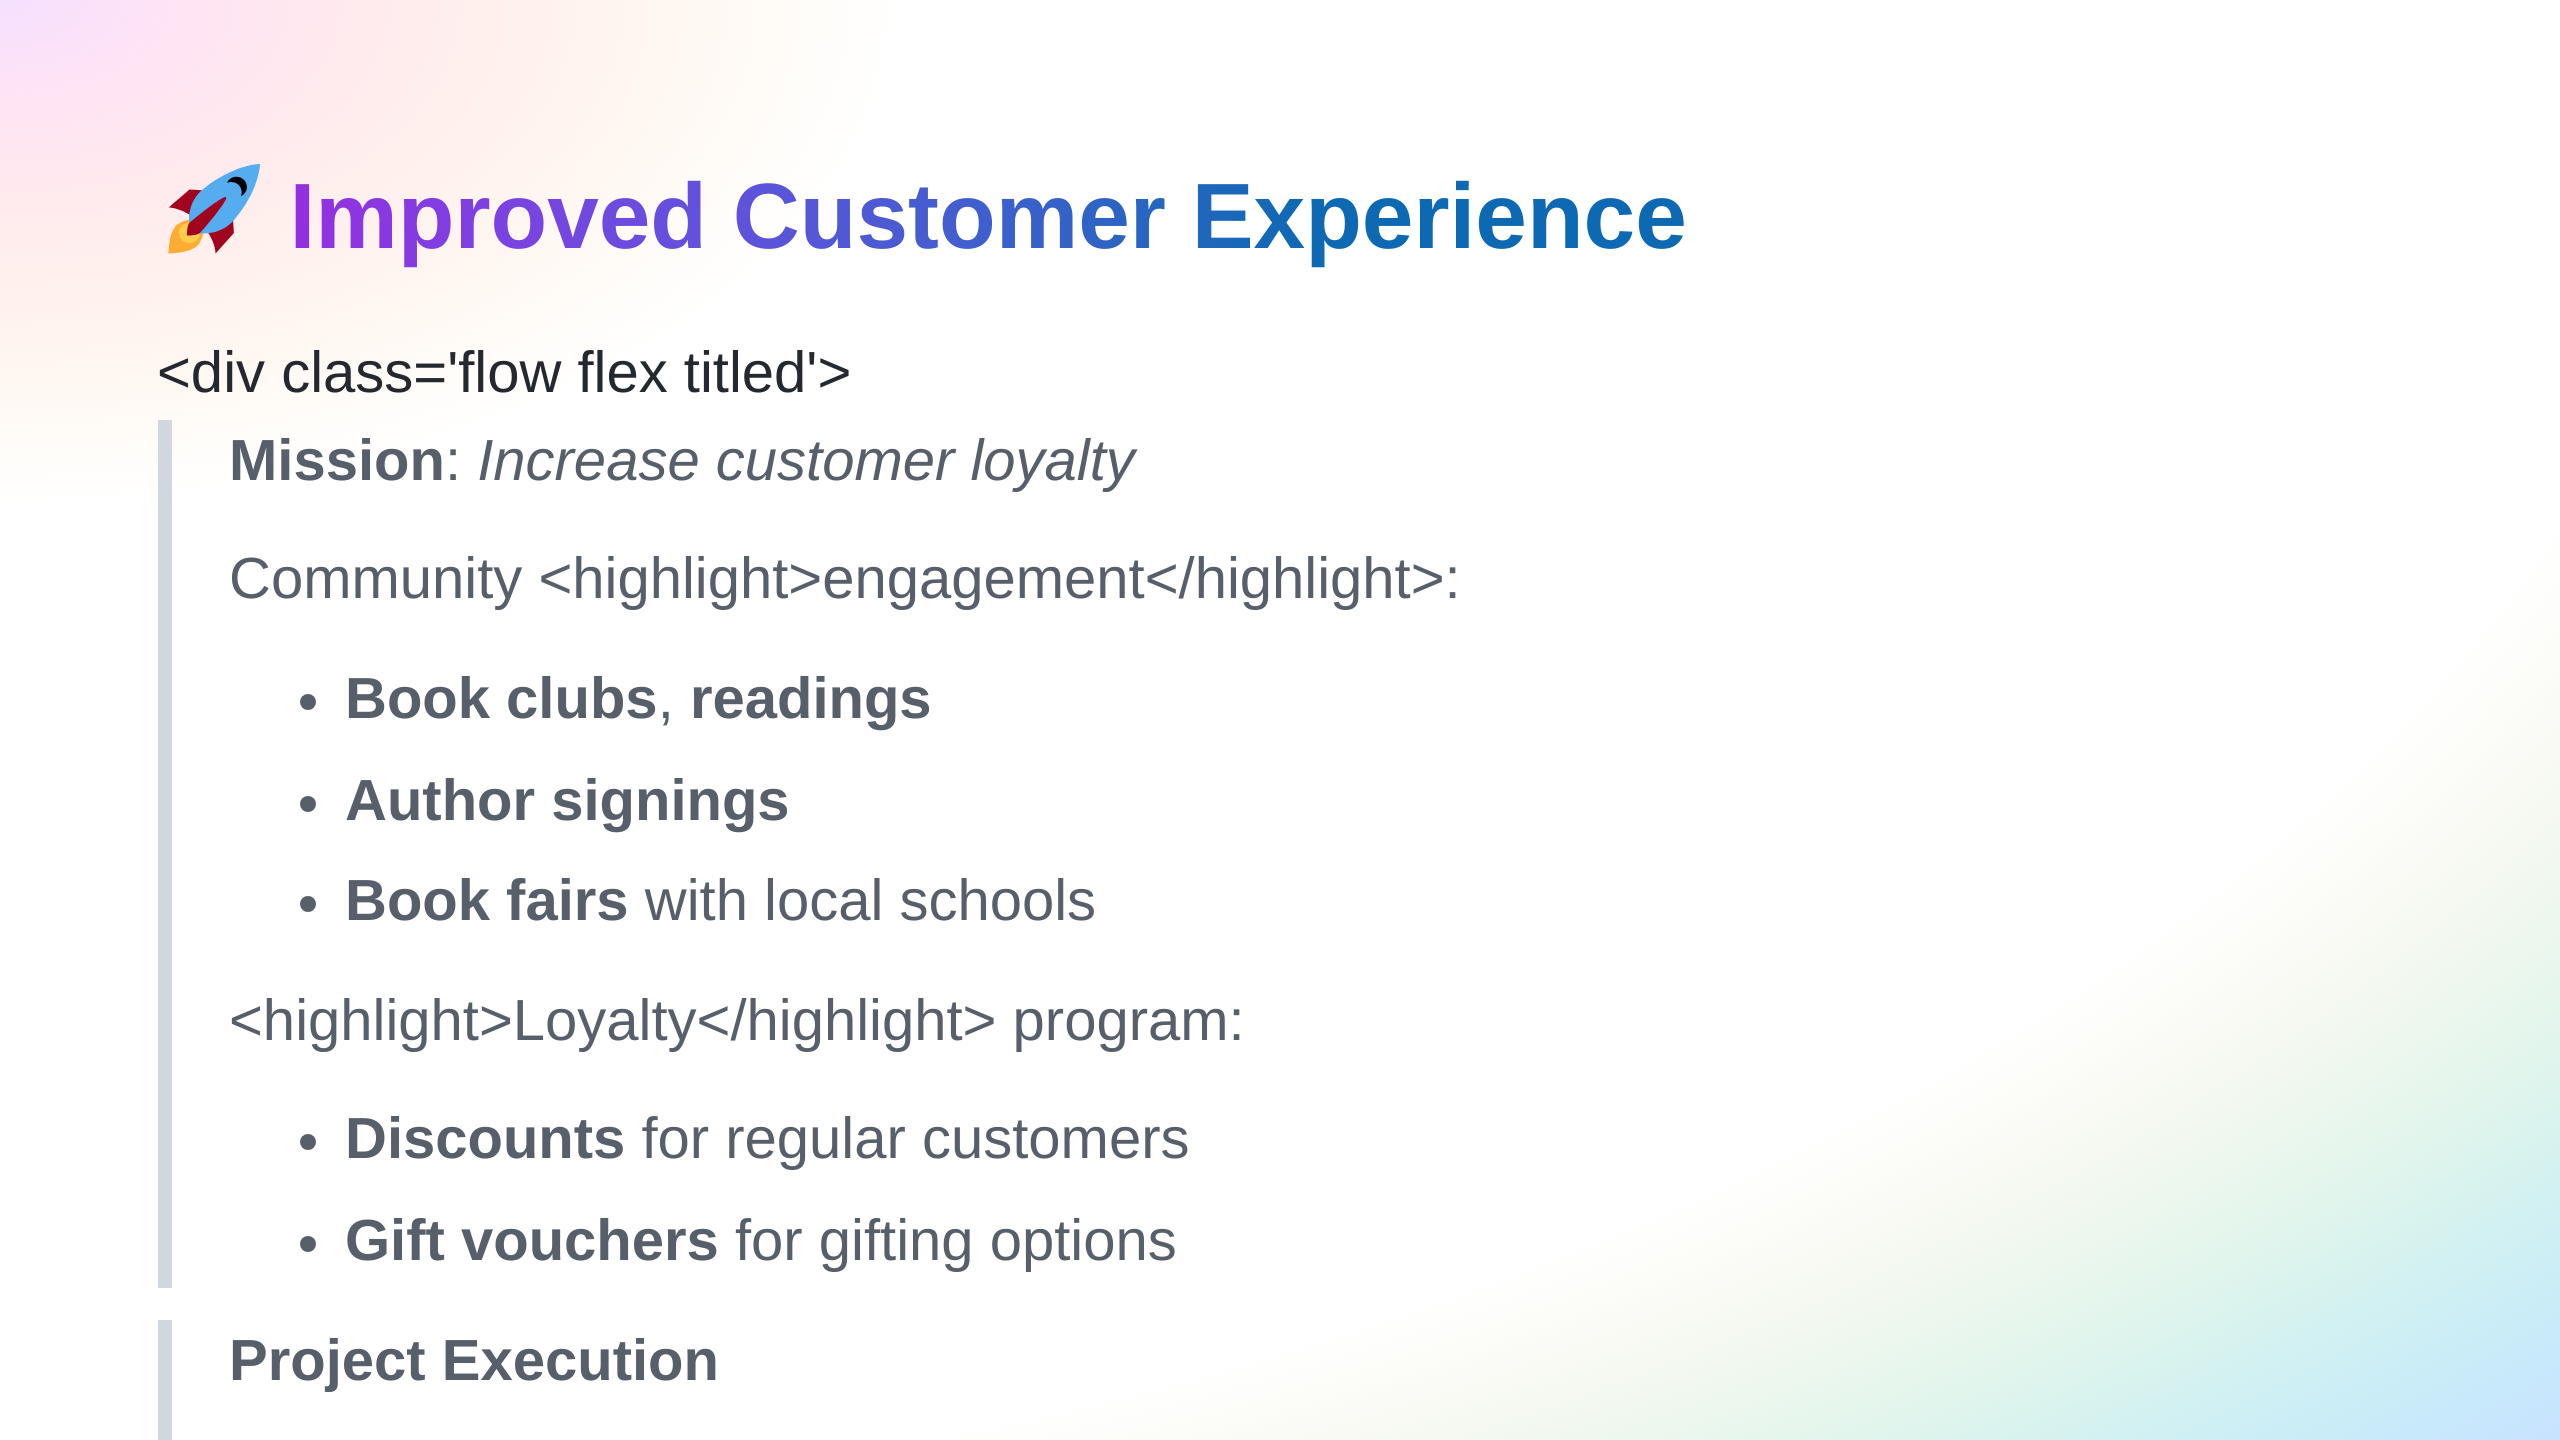 Improved Customer Experience
<div class='flow flex titled'>
Mission: Increase customer loyalty
Community <highlight>engagement</highlight>:
• Book clubs, readings
• Author signings
• Book fairs with local schools
<highlight>Loyalty</highlight> program:
• Discounts for regular customers
• Gift vouchers for gifting options
Project Execution